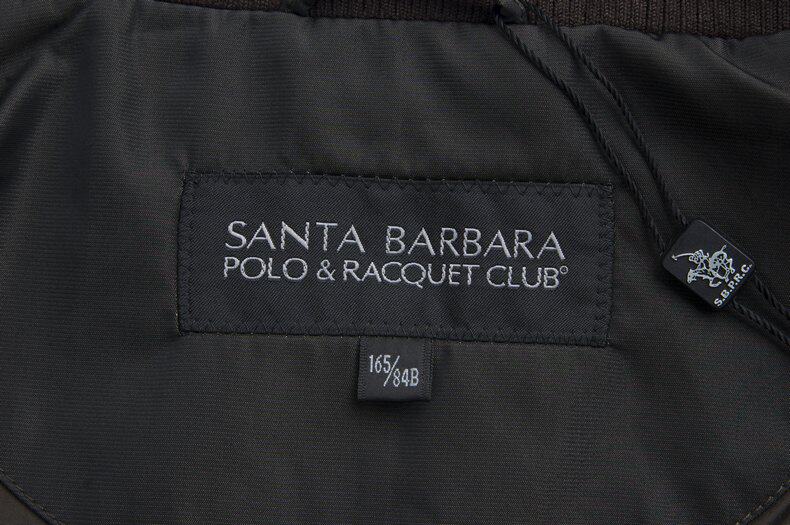 SANTA BARBARA
POLO & RACQUET CLUB®
S.B.P.R.C.
165/84B